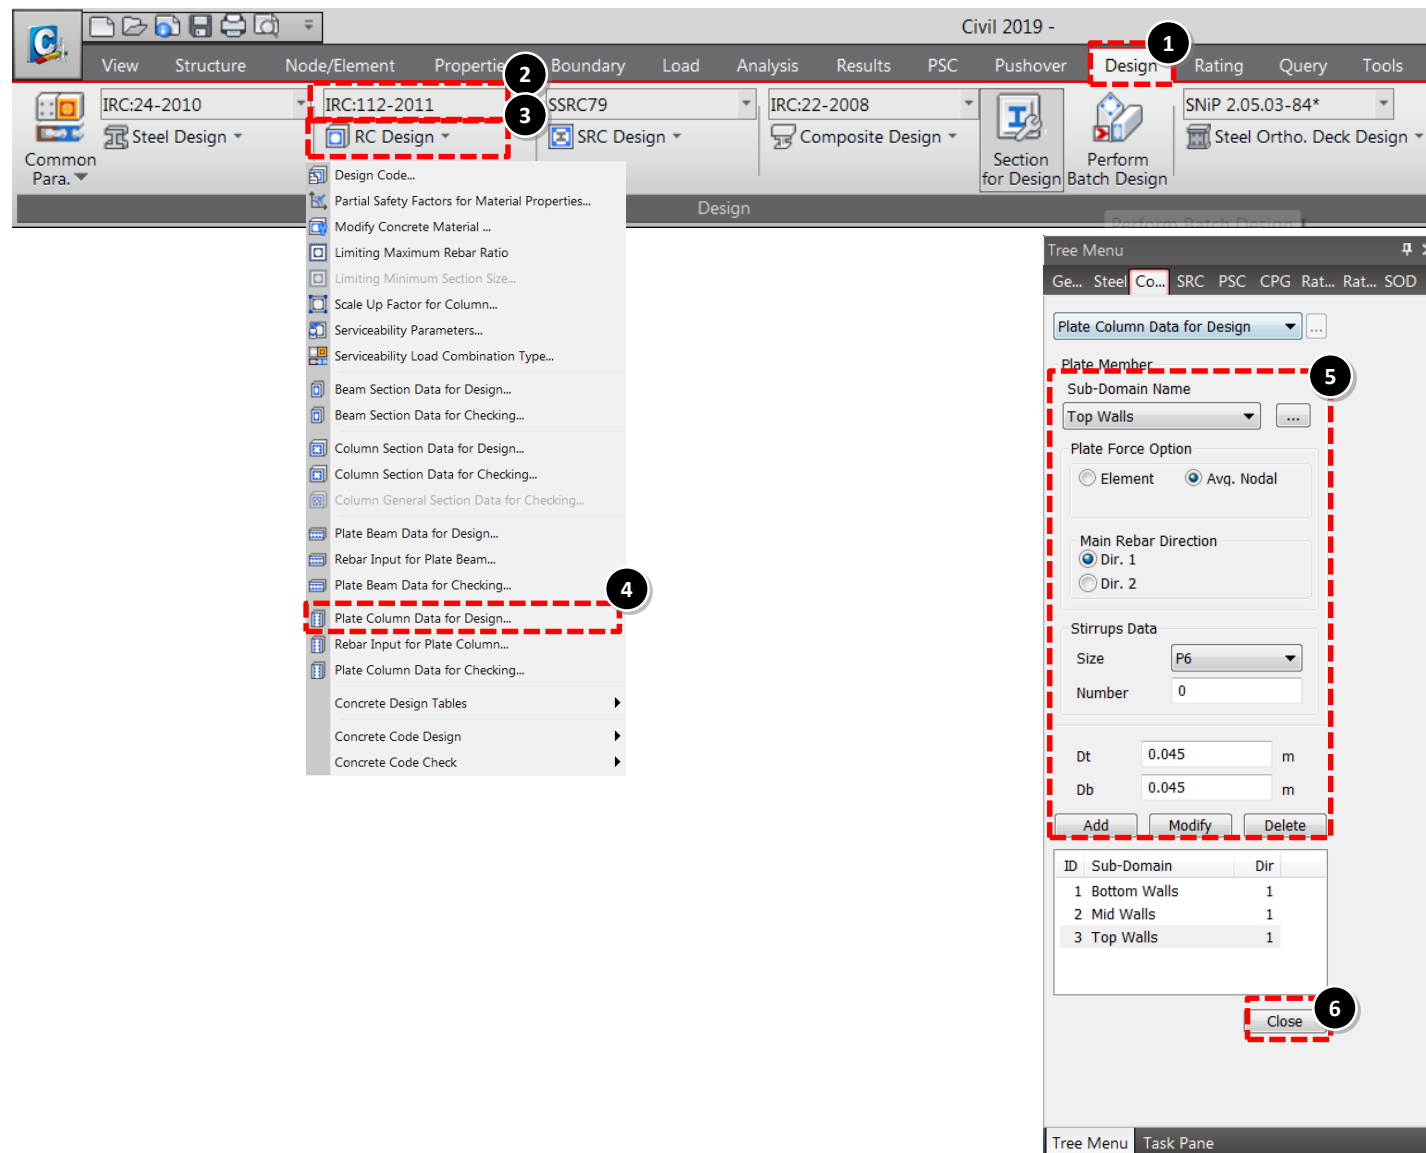 Civil 2019 -
1
View Structure Node/Element Propertie Boundary Load Analysis Results PSC Pushover Design Rating Query Tools
2
IRC:24-2010 IRC:112-2011 SSRC79 IRC:22-2008 SNiP 2.05.03-84*
3
Steel Design RC Design SRC Design Composite Design Steel Ortho. Deck Design
Common
Para.
Section
for Design
Perform
Batch Design
Design
Perform Batch Design
Design Code...
Partial Safety Factors for Material Properties...
Modify Concrete Material ...
Limiting Maximum Rebar Ratio
Limiting Minimum Section Size...
Scale Up Factor for Column...
Serviceability Parameters...
Serviceability Load Combination Type...
Beam Section Data for Design...
Beam Section Data for Checking...
Column Section Data for Design...
Column Section Data for Checking...
Column General Section Data for Checking...
Plate Beam Data for Design...
Rebar Input for Plate Beam...
Plate Beam Data for Checking...
4
Plate Column Data for Design...
Rebar Input for Plate Column...
Plate Column Data for Checking...
Concrete Design Tables
Concrete Code Design
Concrete Code Check
Tree Menu
Ge... Steel Co... SRC PSC CPG Rat... Rat... SOD
Plate Column Data for Design ...
Plate Member
5
Sub-Domain Name
Top Walls ...
Plate Force Option
Element Avg. Nodal
Main Rebar Direction
Dir. 1
Dir. 2
Stirrups Data
Size P6
Number 0
Dt 0.045 m
Db 0.045 m
Add Modify Delete
ID Sub-Domain Dir
1 Bottom Walls 1
2 Mid Walls 1
3 Top Walls 1
6
Close
Tree Menu Task Pane